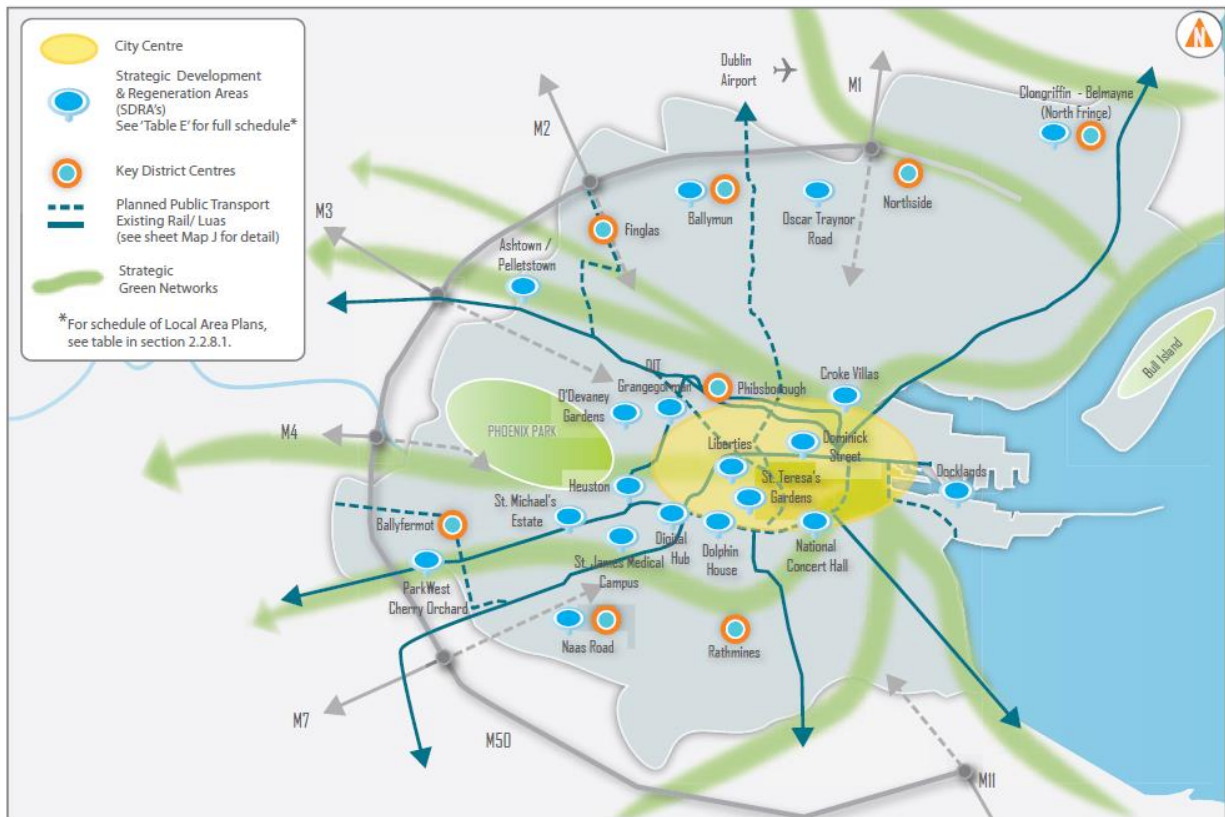 City Centre
Strategic Development
& Regeneration Areas
(SDRA's)
See 'Table E' for full schedule*
Key District Centres
Planned Public Transport
Existing Rail/ Luas
(see sheet Map J for detail)
Strategic
Green Networks
*For schedule of Local Area Plans,
see table in section 2.2.8.1.
N
Dublin
Airport
M1
M2
Clongriffin - Belmayne
(North Fringe)
Ballymun
Oscar Traynor
Road
Northside
M3
Finglas
Ashtown /
Pelletstown
Bull Island
DIT
Grangegorman
Phibsborough
Croke Villas
O'Devaney
Gardens
M4
PHOENIX PARK
Liberties
Dominick
Street
Docklands
Heuston
St. Teresa's
Gardens
St. Michael's
Estate
Ballyfermot
Digital
Hub
Dolphin
House
National
Concert Hall
St. James Medical
Campus
ParkWest
Cherry Orchard
Naas Road
Rathmines
M7
M50
M11